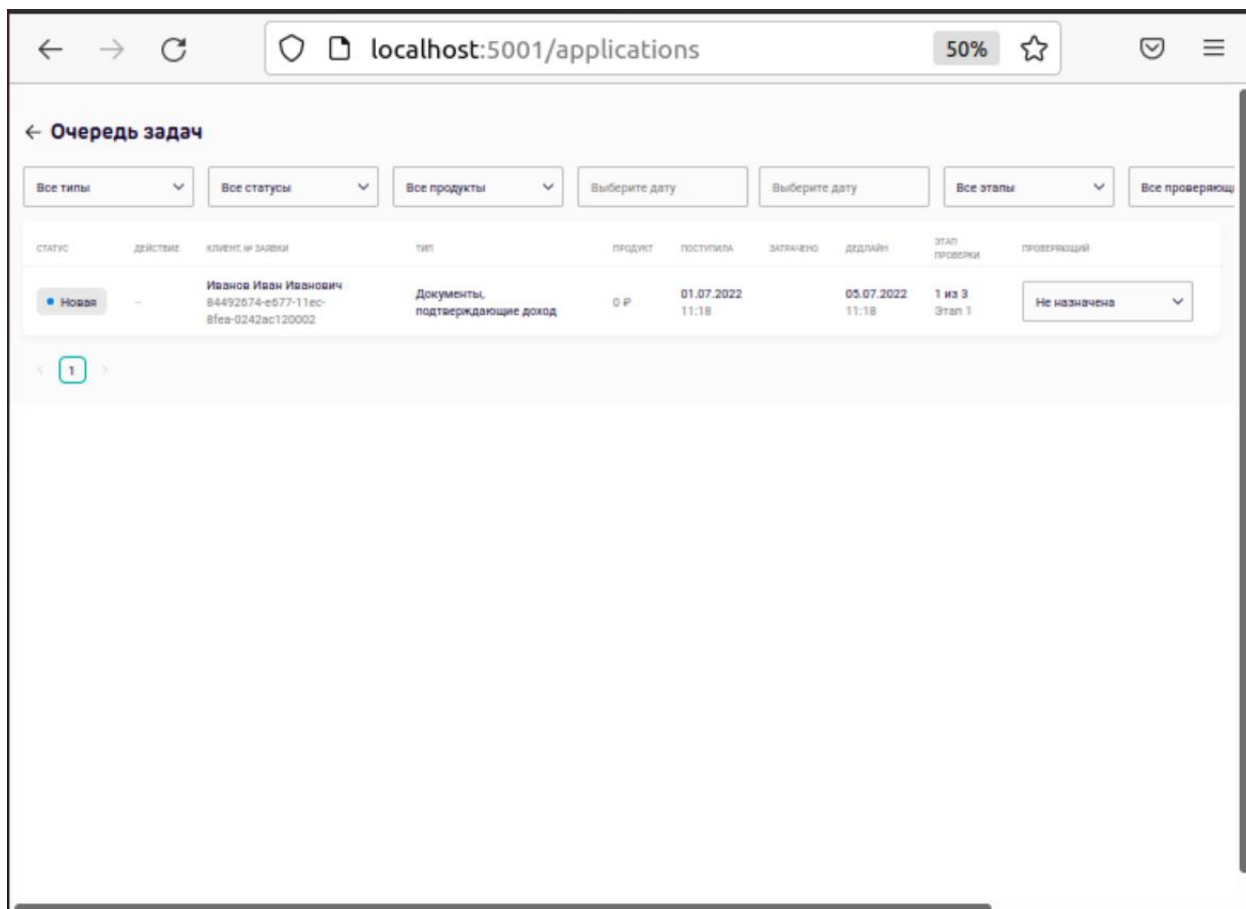 localhost:5001/applications 50%
← Очередь задач
Все типы Все статусы Все продукты Выберите дату Выберите дату Все этапы Все проверяющи
СТАТУС ДЕЙСТВИЕ КЛИЕНТ, № ЗАЯВКИ ТИП ПРОДУКТ ПОСТУПИЛА ЗАТРАЧЕНО ДЕДЛАЙН ЭТАП ПРОВЕРКИ ПРОВЕРЯЮЩИЙ
Новая –
Иванов Иван Иванович
84492674-e677-11ec-
8fea-0242ac120002
Документы,
подтверждающие доход
0 ₽
01.07.2022
11:18
05.07.2022
11:18
1 из 3
Этап 1
Не назначена
1